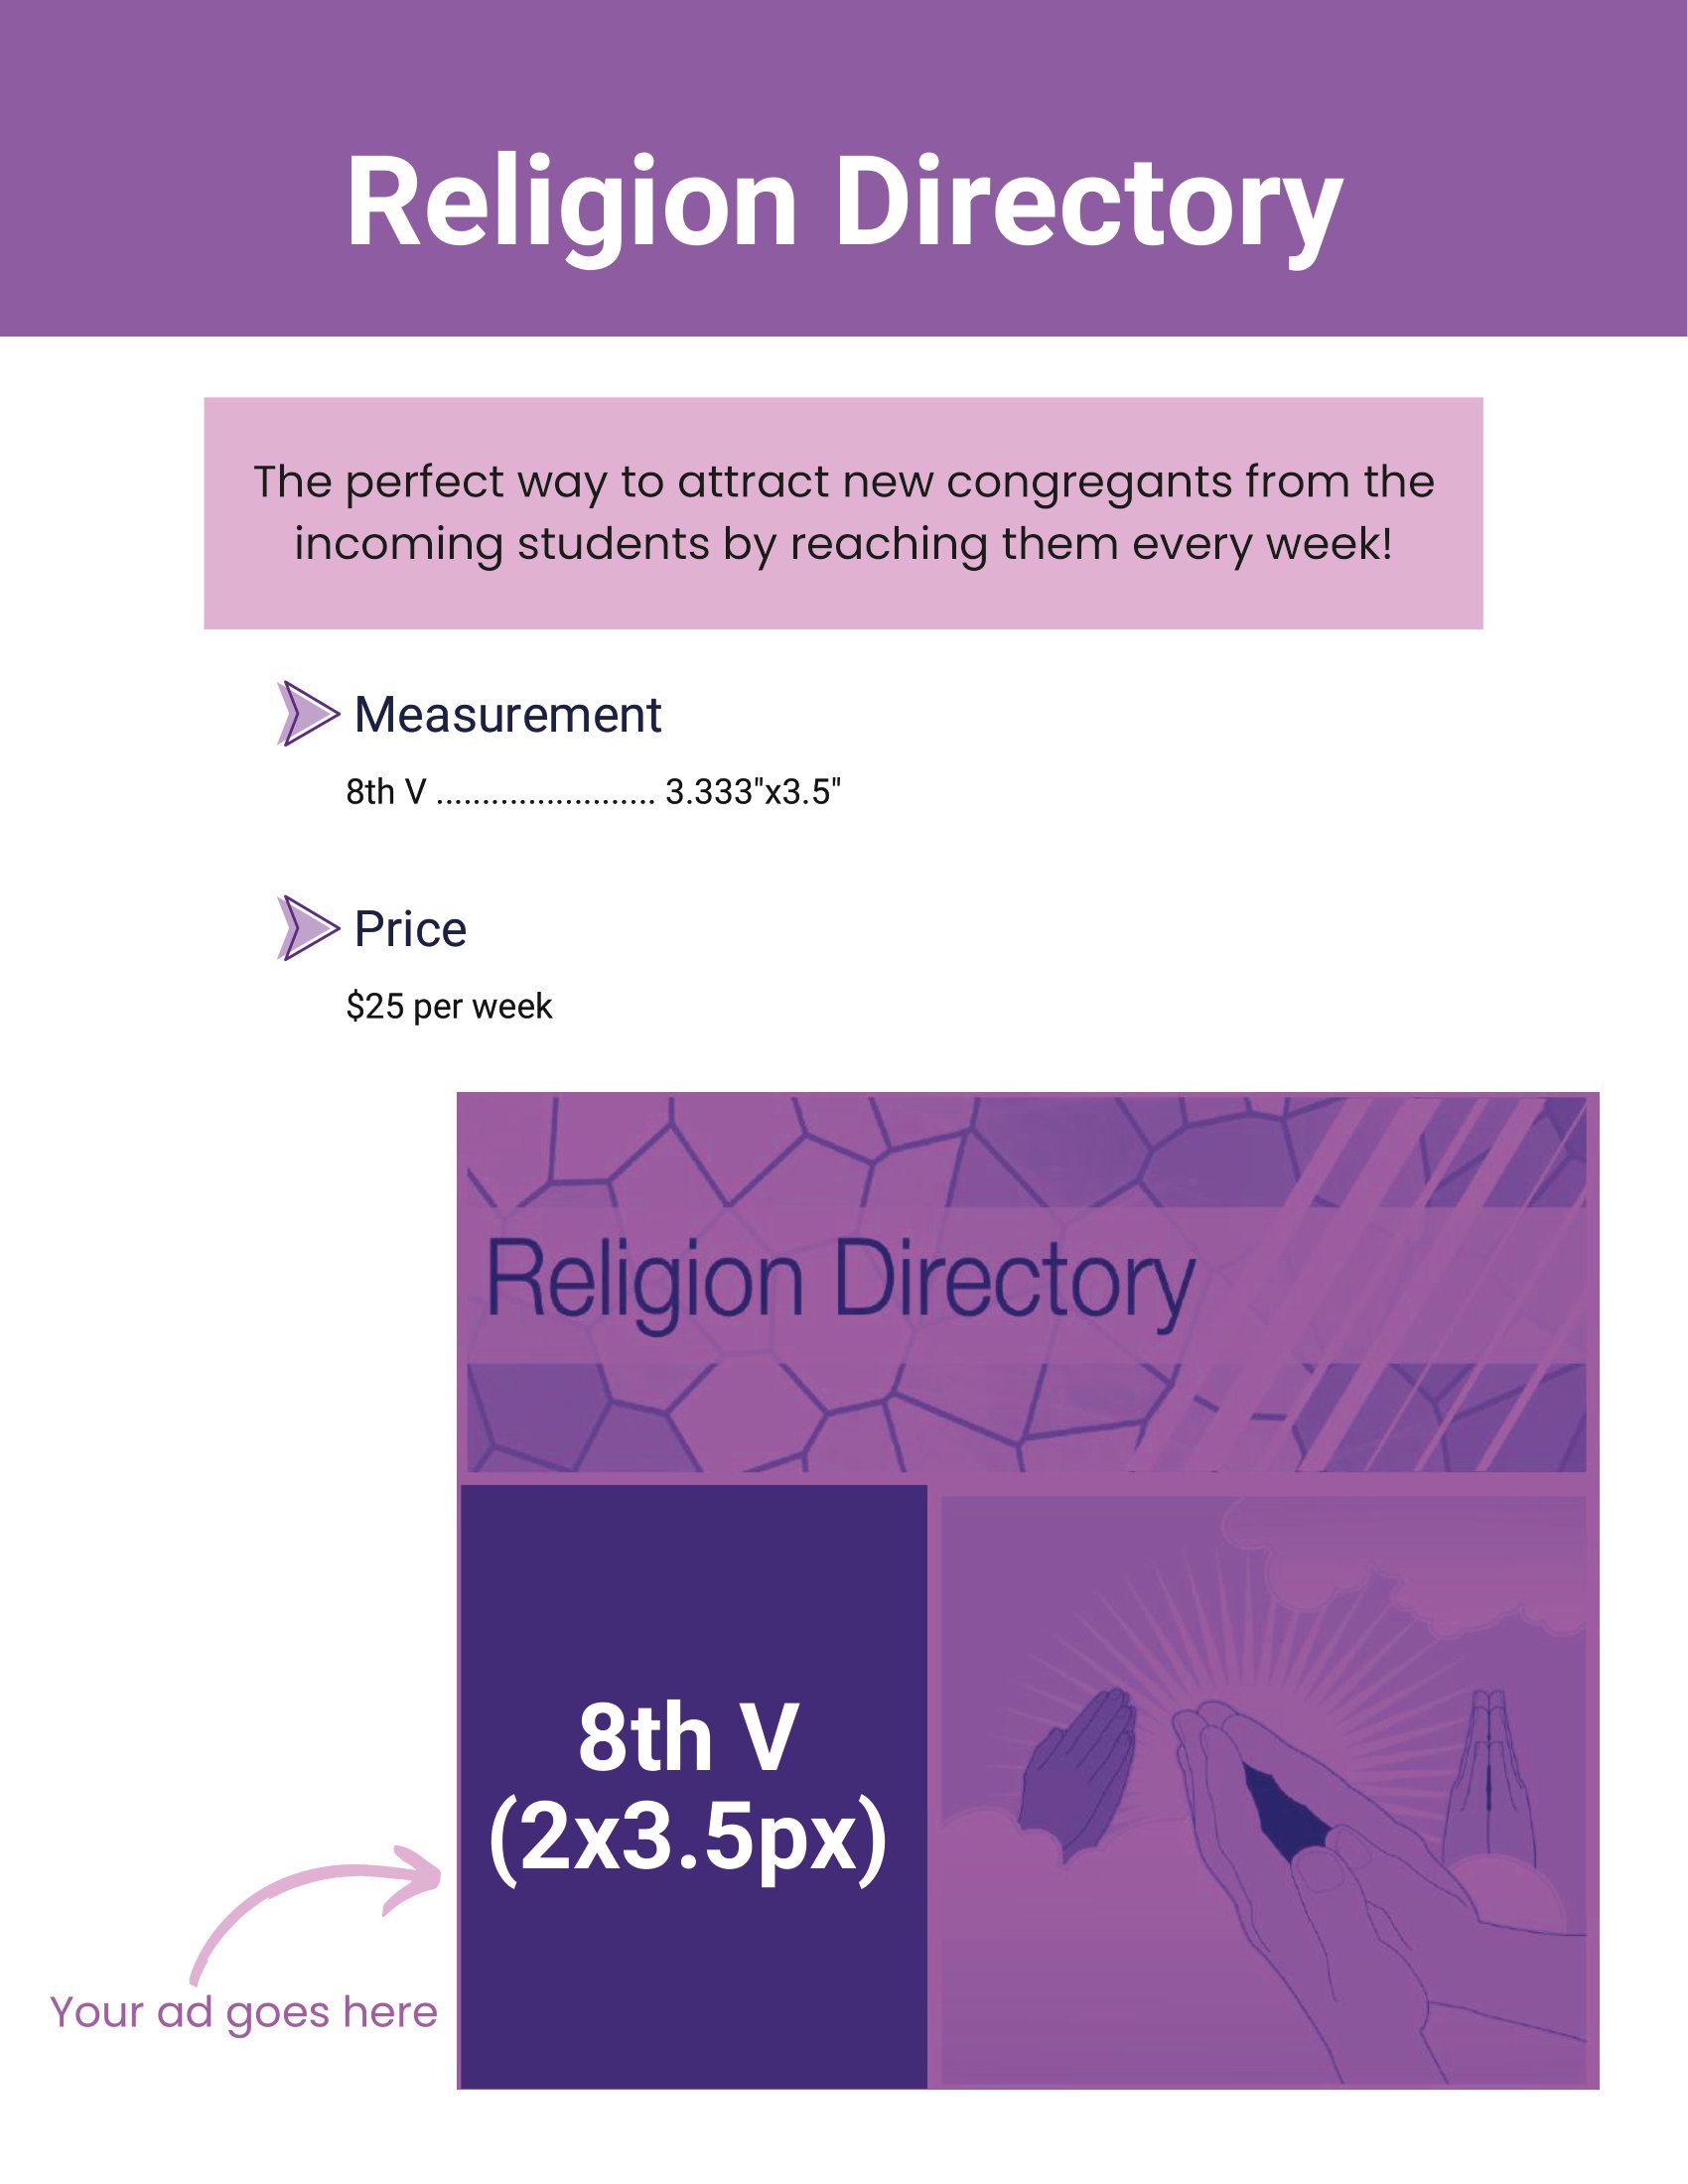 Religion Directory
The perfect way to attract new congregants from the
incoming students by reaching them every week!
Measurement
8th V ........................ 3.333"x3.5"
Price
$25 per week
Religion Directory
8th V
(2x3.5px)
Your ad goes here